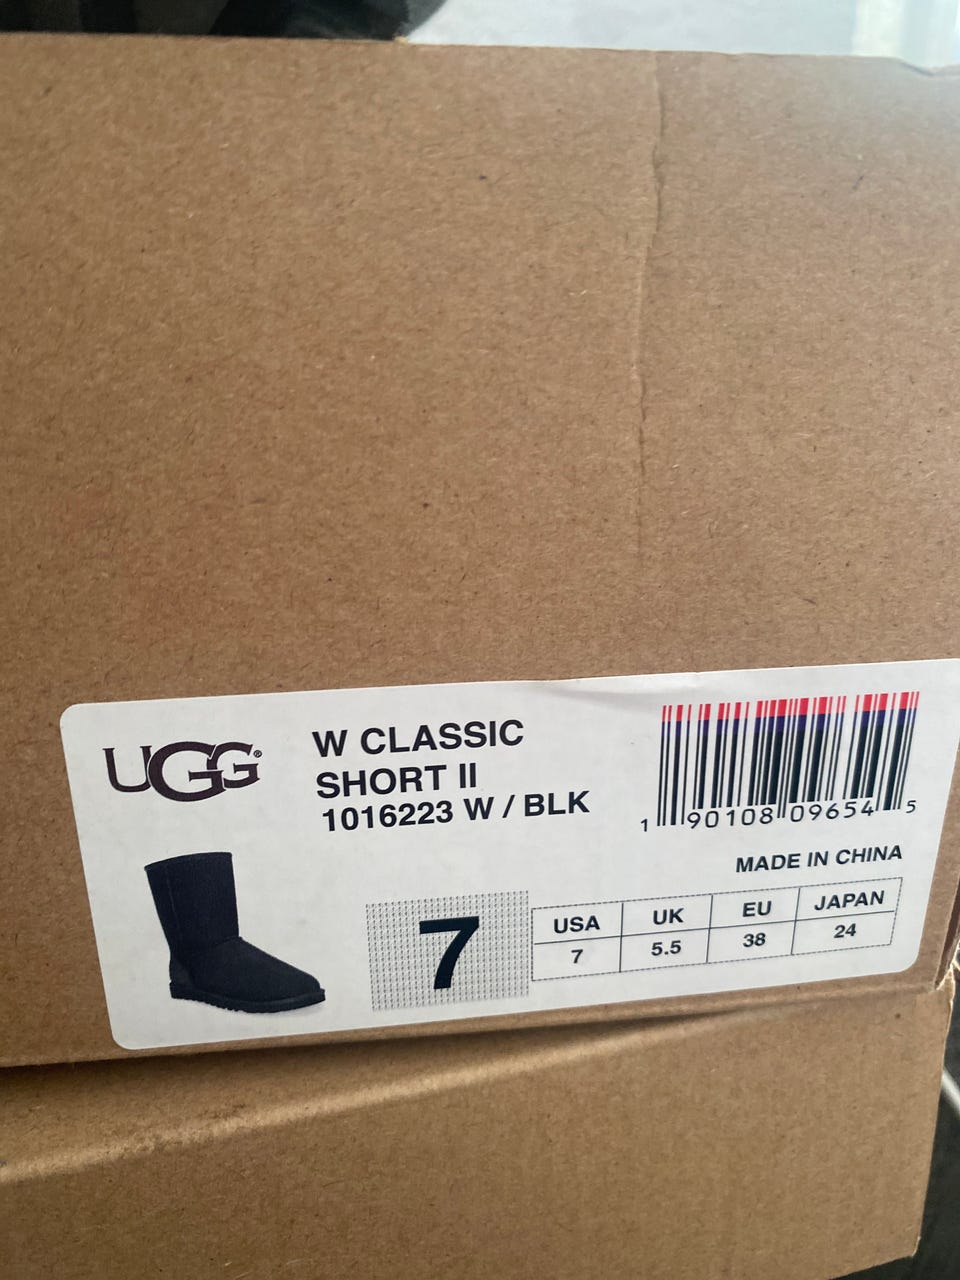 UGG®
W CLASSIC
SHORT II
1016223 W / BLK
1 90108 09654 5
MADE IN CHINA
7
USA UK EU JAPAN
7 5.5 38 24